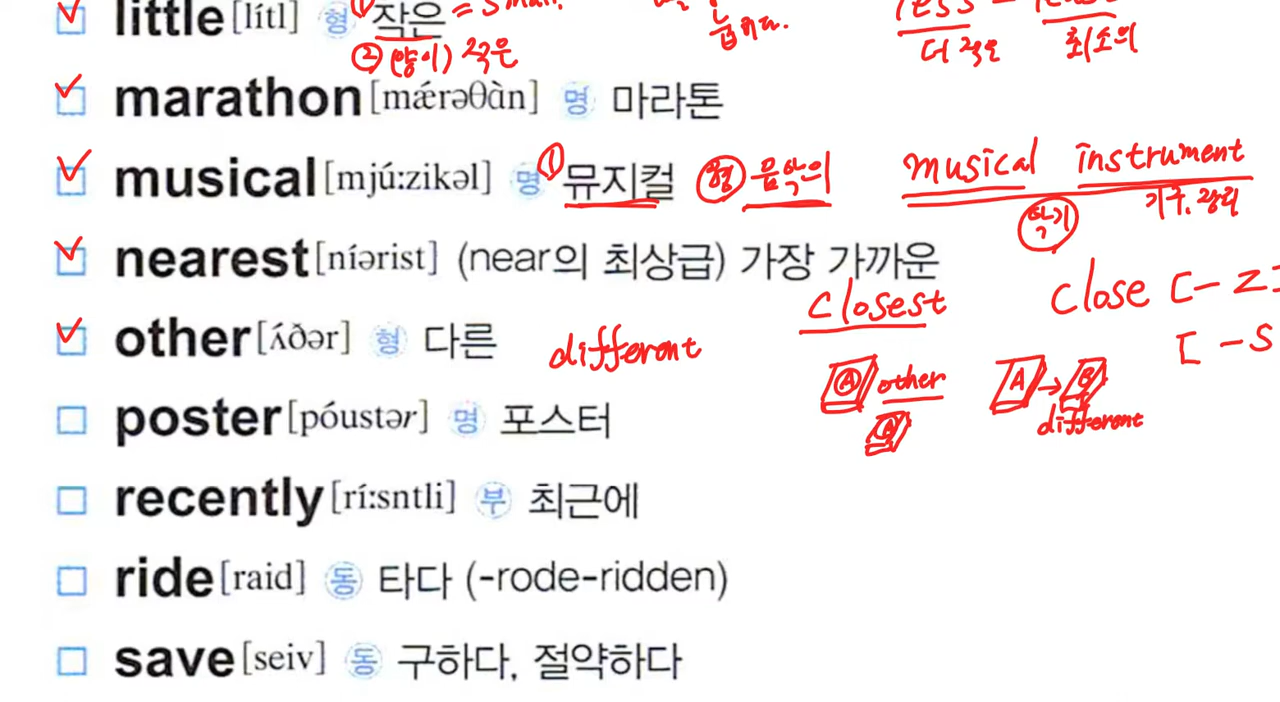 little [lítl] 형 ① 작은 = small.
② (양이) 적은
less – least
더 적은 최소의
marathon [mǽrəθὰn] 명 마라톤
musical [mjú:zikəl] 명 ① 뮤지컬 형 음악의 musical instrument
악기 기구, 장치
nearest [níərist] (near의 최상급) 가장 가까운
closest close [-z]
[-s
other [ʌ́ðər] 형 다른 different
A other A → B
A different
poster [póustər] 명 포스터
recently [rí:sntli] 부 최근에
ride [raid] 동 타다 (-rode-ridden)
save [seiv] 동 구하다, 절약하다